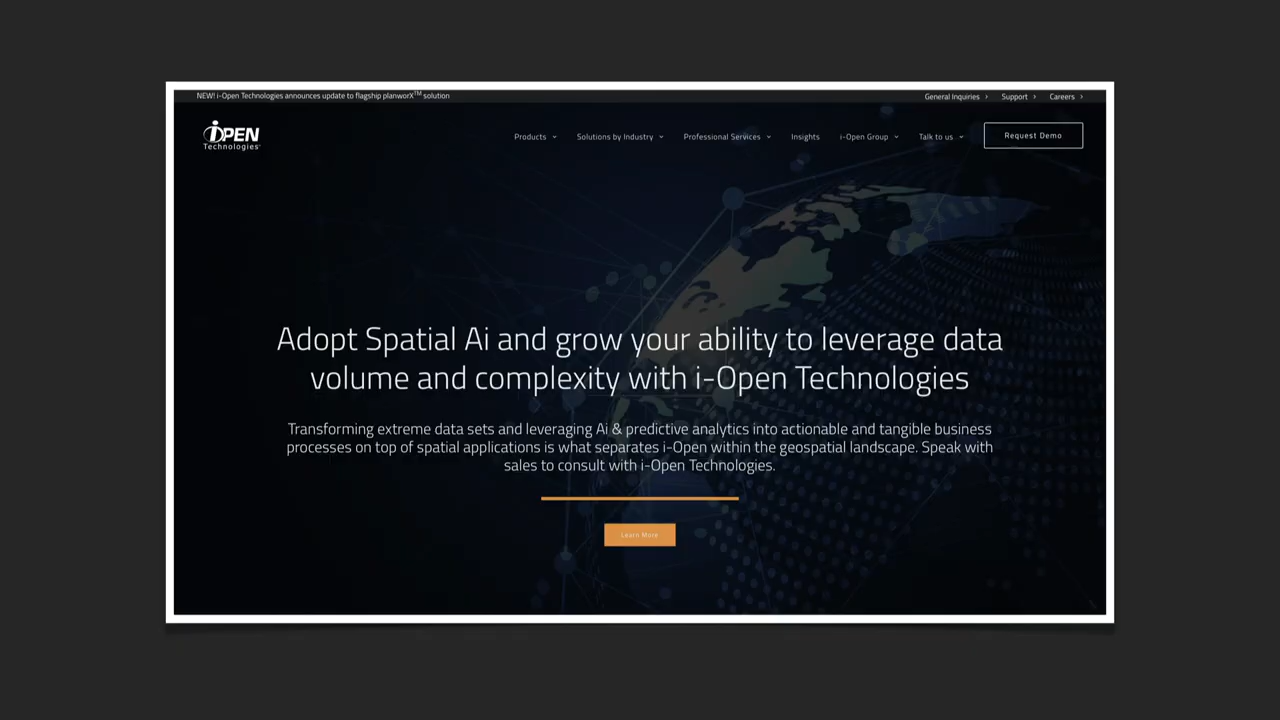 NEW! i-Open Technologies announces update to flagship planworX™ solution
General Inquiries Support Careers
iOPEN
Technologies
Products Solutions by Industry Professional Services Insights i-Open Group Talk to us Request Demo
Adopt Spatial Ai and grow your ability to leverage data
volume and complexity with i-Open Technologies
Transforming extreme data sets and leveraging Ai & predictive analytics into actionable and tangible business
processes on top of spatial applications is what separates i-Open within the geospatial landscape. Speak with
sales to consult with i-Open Technologies.
Learn More